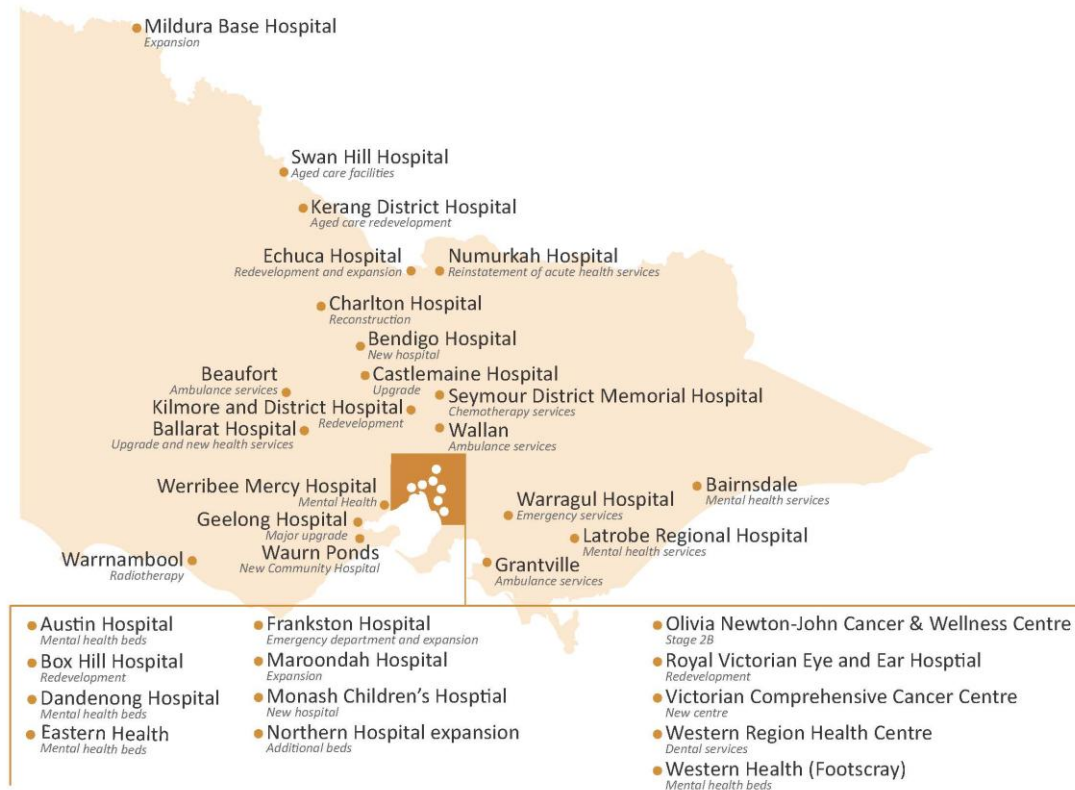 Mildura Base Hospital
Expansion
Swan Hill Hospital
Aged care facilities
Kerang District Hospital
Aged care redevelopment
Echuca Hospital
Redevelopment and expansion
Numurkah Hospital
Reinstatement of acute health services
Charlton Hospital
Reconstruction
Bendigo Hospital
New hospital
Beaufort
Ambulance services
Castlemaine Hospital
Upgrade
Seymour District Memorial Hospital
Chemotherapy services
Kilmore and District Hospital
Redevelopment
Ballarat Hospital
Upgrade and new health services
Wallan
Ambulance services
Werribee Mercy Hospital
Mental Health
Bairnsdale
Mental health services
Warragul Hospital
Emergency services
Geelong Hospital
Major upgrade
Latrobe Regional Hospital
Mental health services
Waurn Ponds
New Community Hospital
Warrnambool
Radiotherapy
Grantville
Ambulance services
Austin Hospital
Mental health beds
Box Hill Hospital
Redevelopment
Dandenong Hospital
Mental health beds
Eastern Health
Mental health beds
Frankston Hospital
Emergency department and expansion
Maroondah Hospital
Expansion
Monash Children's Hosptial
New hospital
Northern Hospital expansion
Additional beds
Olivia Newton-John Cancer & Wellness Centre
Stage 2B
Royal Victorian Eye and Ear Hosptial
Redevelopment
Victorian Comprehensive Cancer Centre
New centre
Western Region Health Centre
Dental services
Western Health (Footscray)
Mental health beds